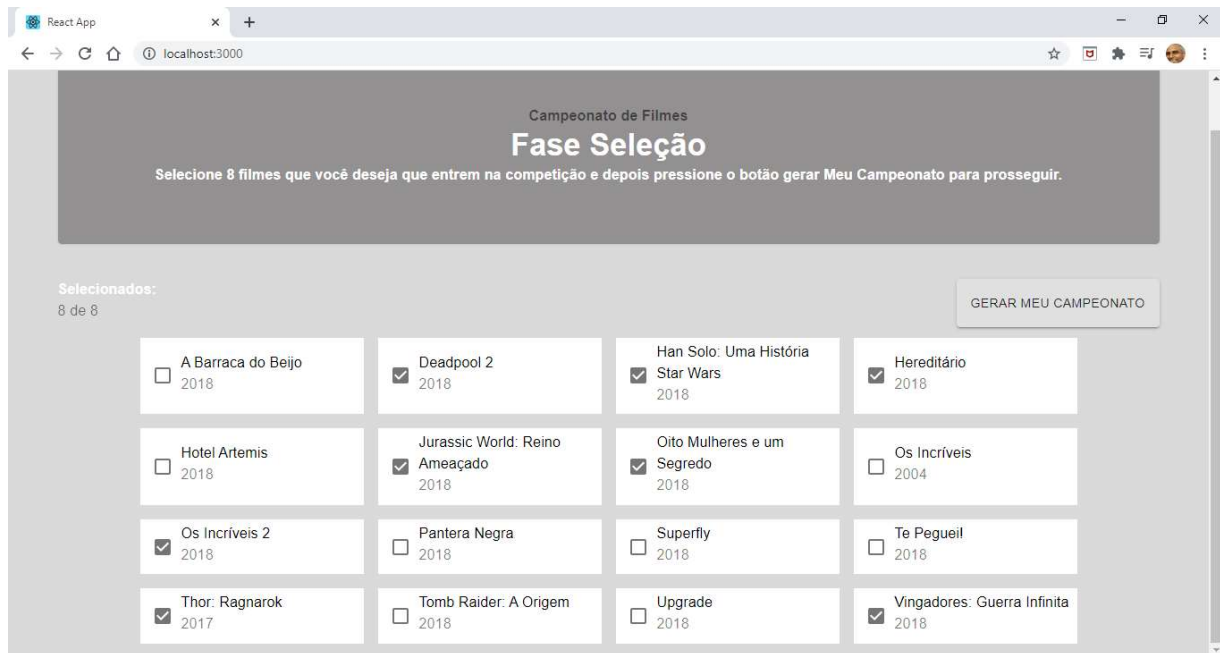 React App
localhost:3000
Campeonato de Filmes
Fase Seleção
Selecione 8 filmes que você deseja que entrem na competição e depois pressione o botão gerar Meu Campeonato para prosseguir.
Selecionados:
8 de 8
GERAR MEU CAMPEONATO
A Barraca do Beijo
2018
Deadpool 2
2018
Han Solo: Uma História
Star Wars
2018
Hereditário
2018
Hotel Artemis
2018
Jurassic World: Reino
Ameaçado
2018
Oito Mulheres e um
Segredo
2018
Os Incríveis
2004
Os Incríveis 2
2018
Pantera Negra
2018
Superfly
2018
Te Peguei!
2018
Thor: Ragnarok
2017
Tomb Raider: A Origem
2018
Upgrade
2018
Vingadores: Guerra Infinita
2018